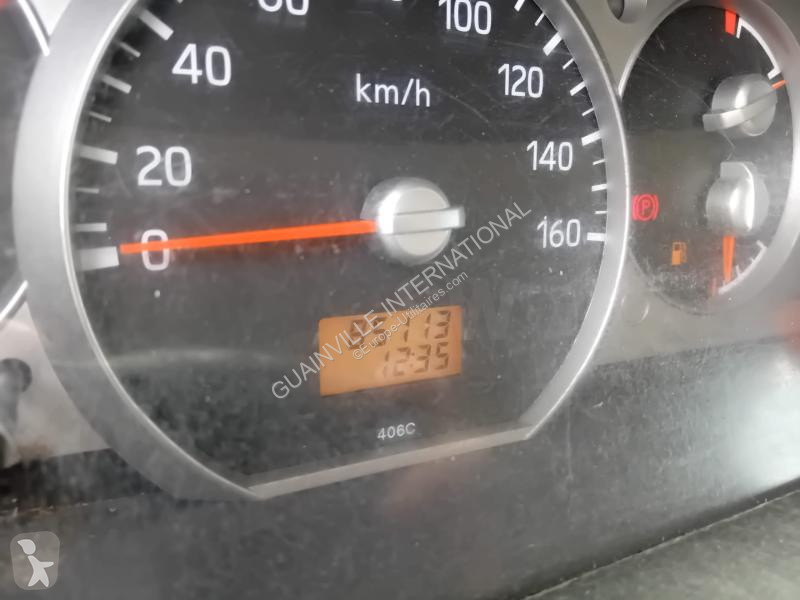 60
100
40
120
km/h
20
140
0
160
P
GUAINVILLE INTERNATIONAL
©Europe-Utilitaires.com
12:35
406C